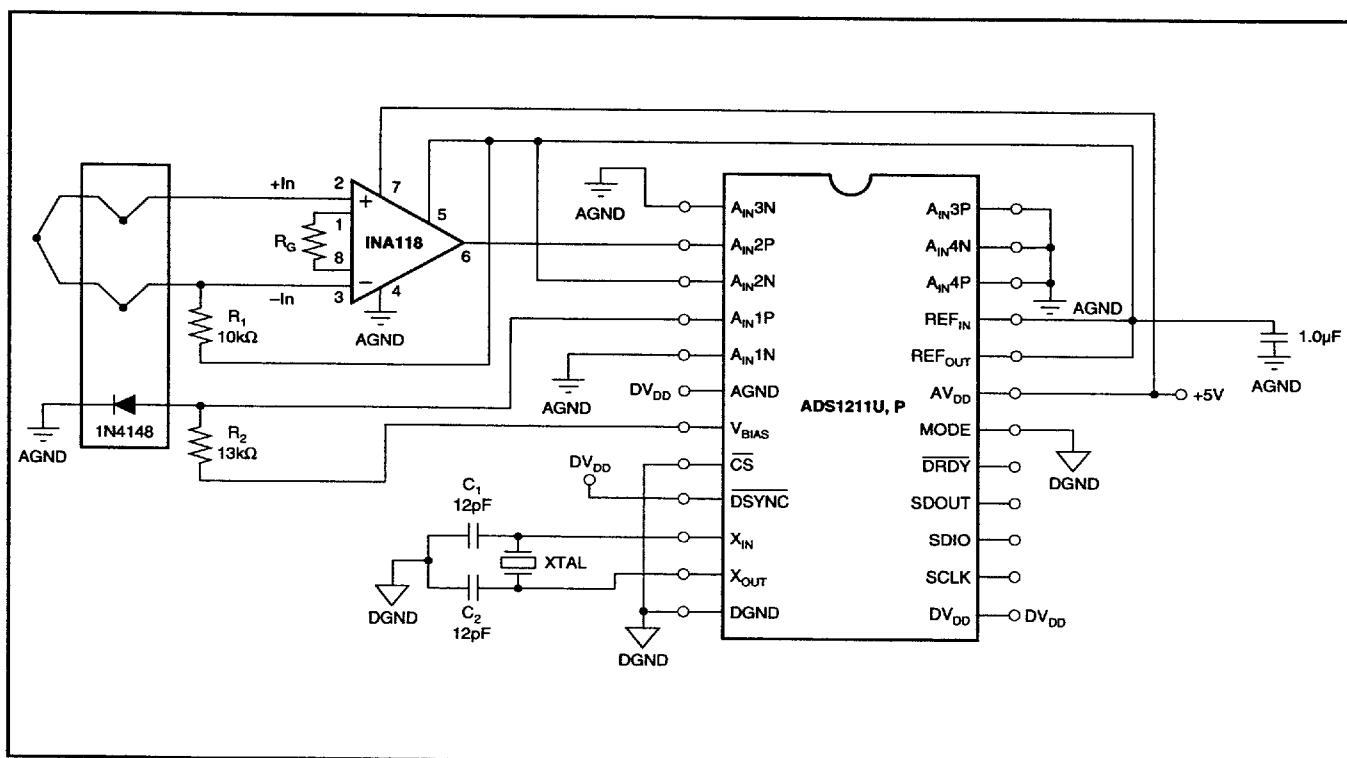 +In
2
7
1
5
R_G
INA118
6
8
–In
3
4
AGND
R₁
10kΩ
1N4148
AGND
R₂
13kΩ
AGND
AGND
DV_DD
DV_DD
C₁
12pF
XTAL
DGND
C₂
12pF
DGND
A_IN3N
A_IN2P
A_IN2N
A_IN1P
A_IN1N
AGND
V_BIAS
C̅S̅
D̅S̅Y̅N̅C̅
X_IN
X_OUT
DGND
ADS1211U, P
A_IN3P
A_IN4N
A_IN4P
REF_IN
REF_OUT
AV_DD
MODE
D̅R̅D̅Y̅
SDOUT
SDIO
SCLK
DV_DD
AGND
1.0µF
AGND
+5V
DGND
DV_DD